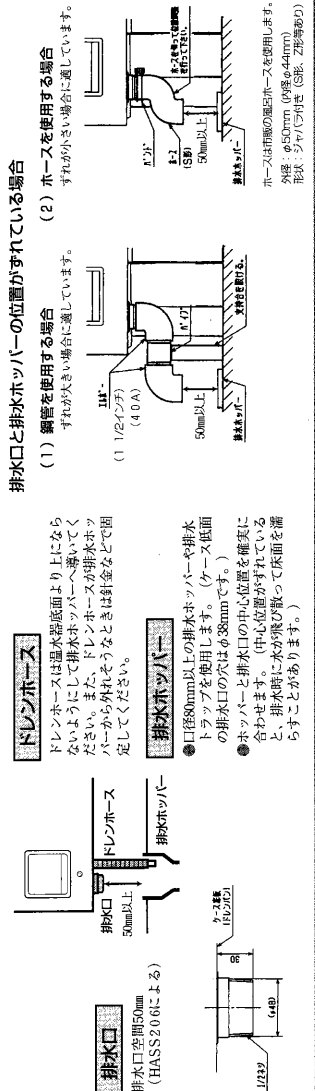 排水口
排水口空間50mm
(HASS206による)
排水口
50mm以上
ドレンホース
排水ホッパー
ケース底板
(ドレンパン)
30
(φ48)
1/2ネジ
ドレンホース
ドレンホースは温水器底面より上になら
ないようにして排水ホッパーへ導いてく
ださい。また、ドレンホースが排水ホッ
パーから外れそうなときは針金などで固
定してください。
排水ホッパー
●口径80mm以上の排水ホッパーや排水
トラップを使用します。(ケース低面
の排水口の穴はφ38mmです。)
●ホッパーと排水口の中心位置を確実に
合わせます。(中心位置がずれている
と、排水時に水が飛び散って床面を濡
らすことがあります。)
排水口と排水ホッパーの位置がずれている場合
(1) 鋼管を使用する場合
ずれが大きい場合に適しています。
エルボー
(1 1/2インチ)
(40A)
パイプ
50mm以上
支持台を設ける。
排水ホッパー
(2) ホースを使用する場合
ずれが小さい場合に適しています。
バンド
ホース
(S形)
50mm以上
ホースを持って位置調整
を行って下さい。
排水ホッパー
ホースは市販の風呂ホースを使用します。
外径:φ50mm (内径φ44mm)
形状:ジャバラ付き (S形、Z形等あり)